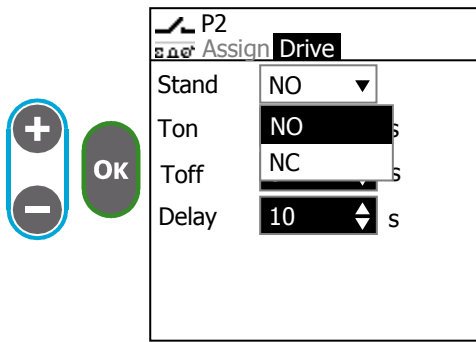 P2
Assign Drive
Stand NO
+
Ton NO s
NC
OK
Toff s
−
Delay 10 s